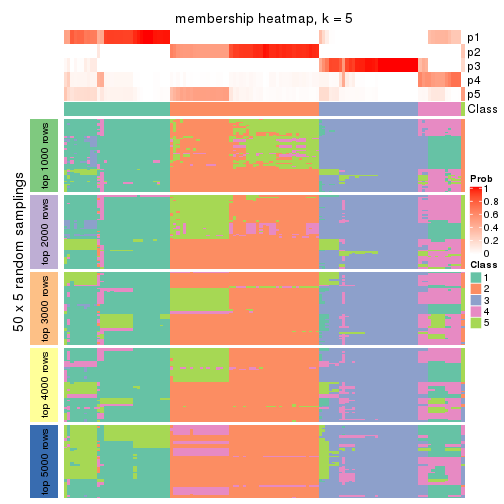 membership heatmap, k = 5
p1
p2
p3
p4
p5
Class
50 x 5 random samplings
top 1000 rows
top 2000 rows
top 3000 rows
top 4000 rows
top 5000 rows
Prob
1
0.8
0.6
0.4
0.2
0
Class
1
2
3
4
5